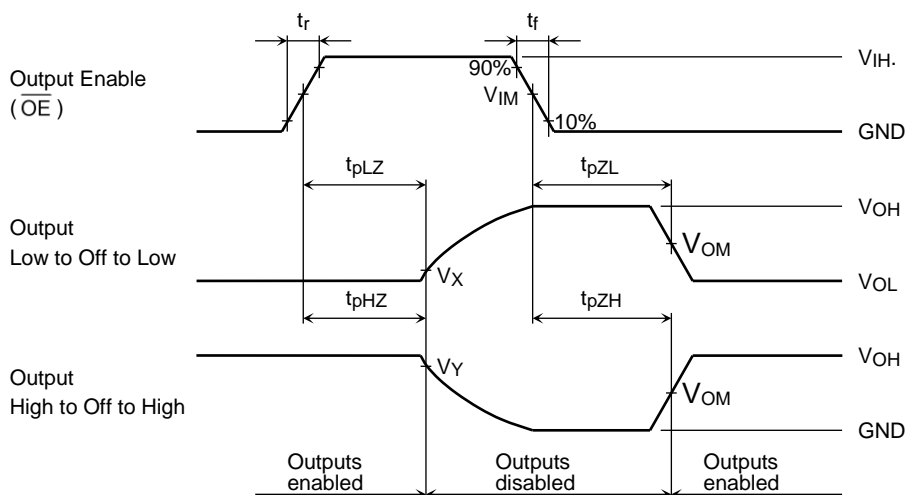 tr
tf
Output Enable
(OE)
90%
VIM
10%
VIH.
GND
tpLZ
tpZL
Output
Low to Off to Low
VX
VOH
VOM
VOL
tpHZ
tpZH
Output
High to Off to High
VY
VOH
VOM
GND
Outputs
enabled
Outputs
disabled
Outputs
enabled